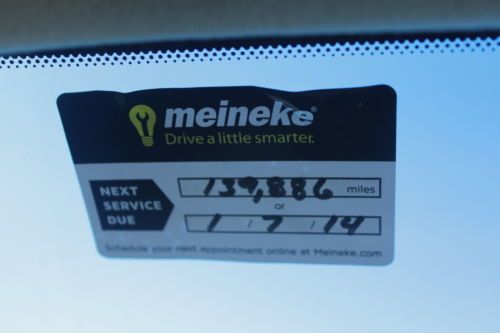 meineke®
Drive a little smarter.
NEXT
SERVICE
DUE
139,886 miles
or
1 / 7 / 14
Schedule your next appointment online at Meineke.com